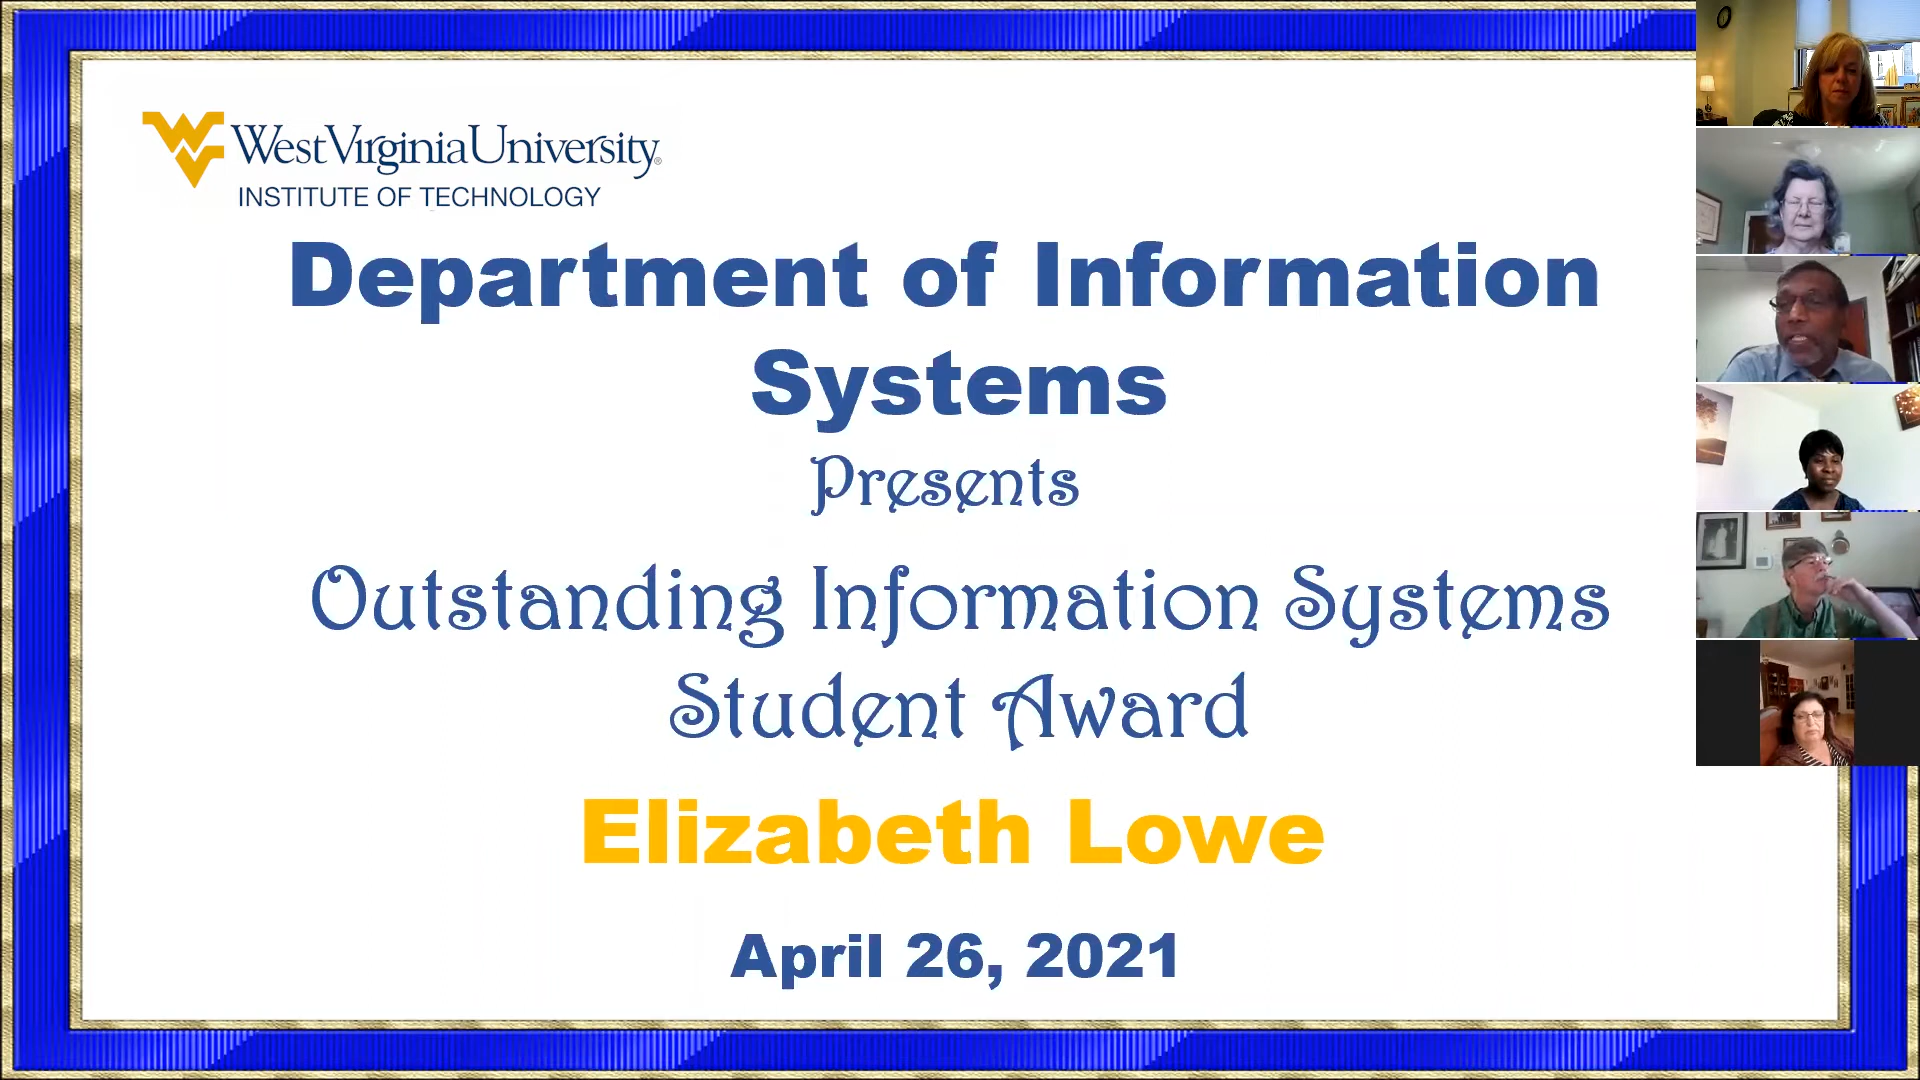 WestVirginiaUniversity®
INSTITUTE OF TECHNOLOGY
Department of Information
Systems
Presents
Outstanding Information Systems
Student Award
Elizabeth Lowe
April 26, 2021